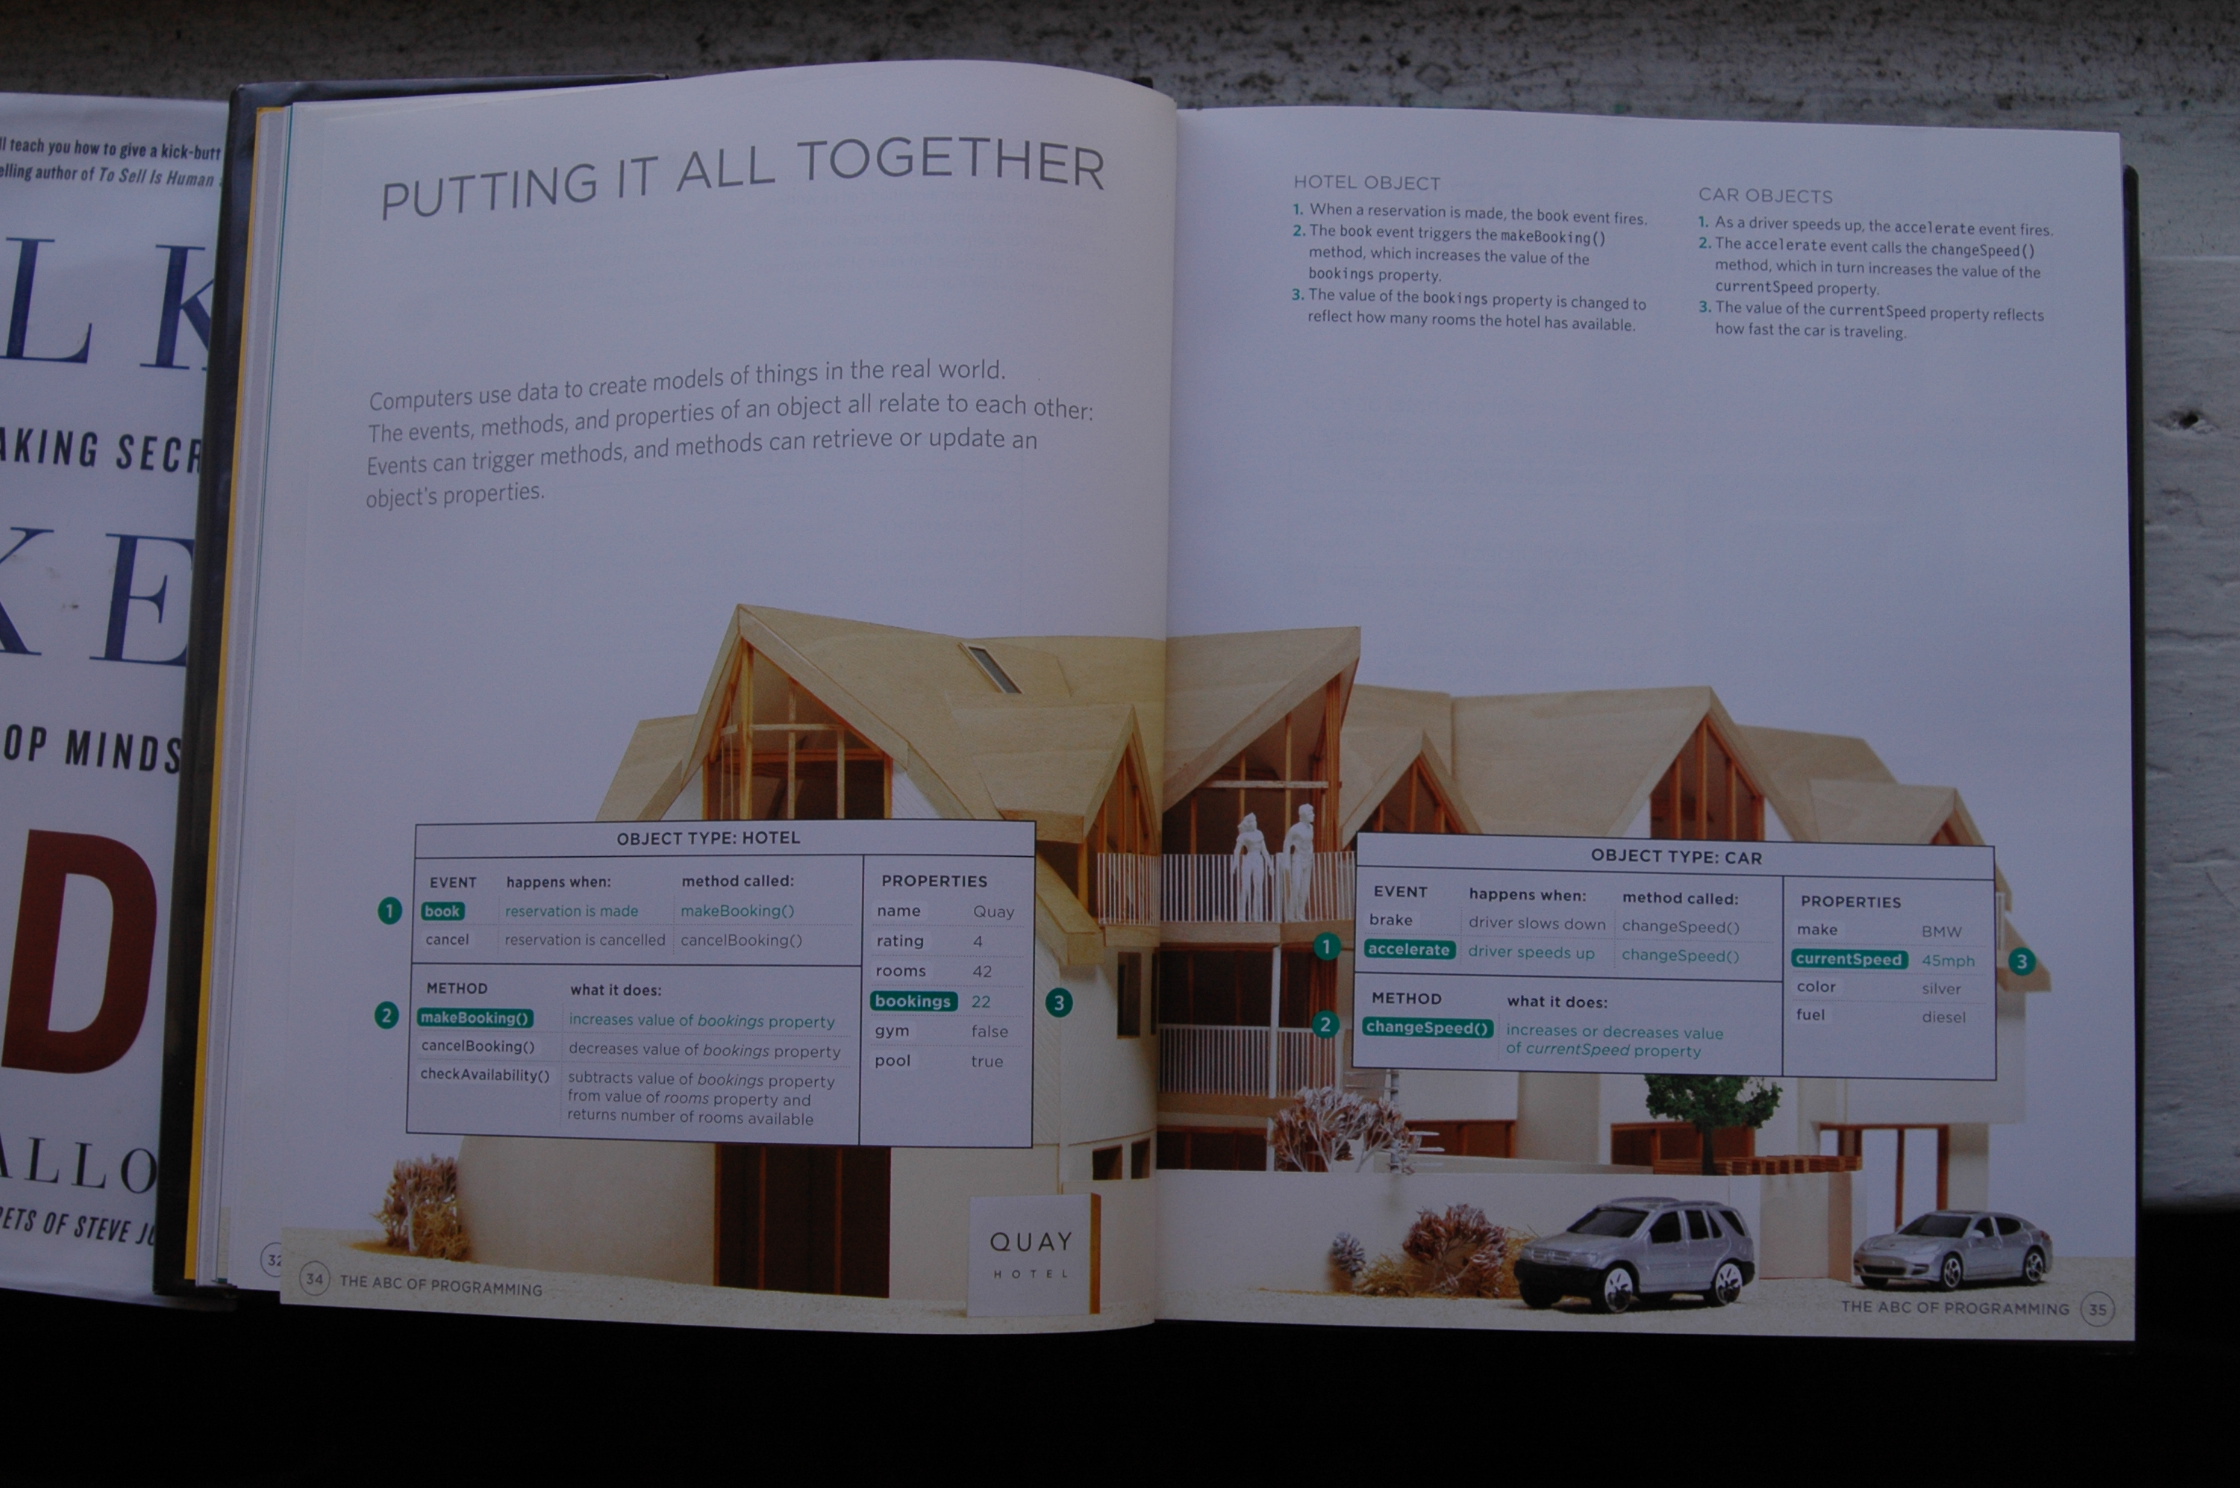 ll teach you how to give a kick-butt
elling author of To Sell Is Human
L K
AKING SECR
K E
OP MINDS
D
ALLO
RETS OF STEVE JO
32
PUTTING IT ALL TOGETHER
Computers use data to create models of things in the real world.
The events, methods, and properties of an object all relate to each other:
Events can trigger methods, and methods can retrieve or update an
object's properties.
OBJECT TYPE: HOTEL
EVENT happens when: method called:
1 book reservation is made makeBooking()
cancel reservation is cancelled cancelBooking()
METHOD what it does:
2 makeBooking() increases value of bookings property
cancelBooking() decreases value of bookings property
checkAvailability() subtracts value of bookings property
from value of rooms property and
returns number of rooms available
PROPERTIES
name Quay
rating 4
rooms 42
bookings 22 3
gym false
pool true
QUAY
HOTEL
34 THE ABC OF PROGRAMMING
HOTEL OBJECT
1. When a reservation is made, the book event fires.
2. The book event triggers the makeBooking()
method, which increases the value of the
bookings property.
3. The value of the bookings property is changed to
reflect how many rooms the hotel has available.
CAR OBJECTS
1. As a driver speeds up, the accelerate event fires.
2. The accelerate event calls the changeSpeed()
method, which in turn increases the value of the
currentSpeed property.
3. The value of the currentSpeed property reflects
how fast the car is traveling.
OBJECT TYPE: CAR
EVENT happens when: method called:
brake driver slows down changeSpeed()
1 accelerate driver speeds up changeSpeed()
METHOD what it does:
2 changeSpeed() increases or decreases value
of currentSpeed property
PROPERTIES
make BMW
currentSpeed 45mph 3
color silver
fuel diesel
THE ABC OF PROGRAMMING 35